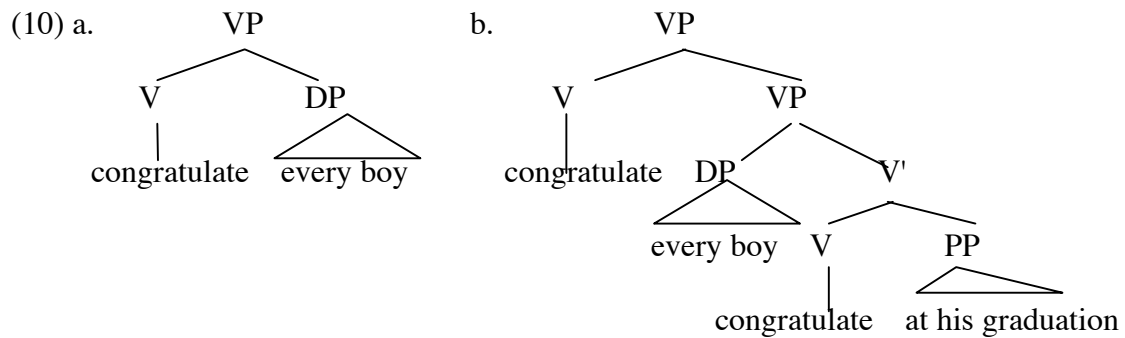 (10) a. VP b. VP
V DP V VP
congratulate every boy congratulate DP V'
every boy V PP
congratulate at his graduation